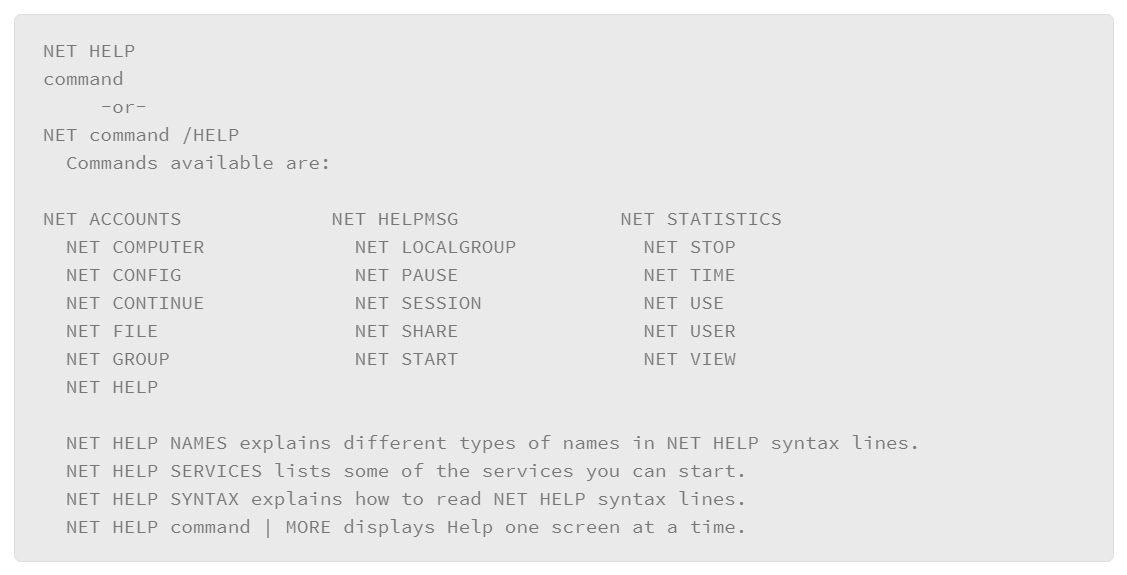 NET HELP
command
     -or-
NET command /HELP
  Commands available are:

NET ACCOUNTS             NET HELPMSG              NET STATISTICS
  NET COMPUTER             NET LOCALGROUP           NET STOP
  NET CONFIG               NET PAUSE                NET TIME
  NET CONTINUE             NET SESSION              NET USE
  NET FILE                 NET SHARE                NET USER
  NET GROUP                NET START                NET VIEW
  NET HELP

  NET HELP NAMES explains different types of names in NET HELP syntax lines.
  NET HELP SERVICES lists some of the services you can start.
  NET HELP SYNTAX explains how to read NET HELP syntax lines.
  NET HELP command | MORE displays Help one screen at a time.